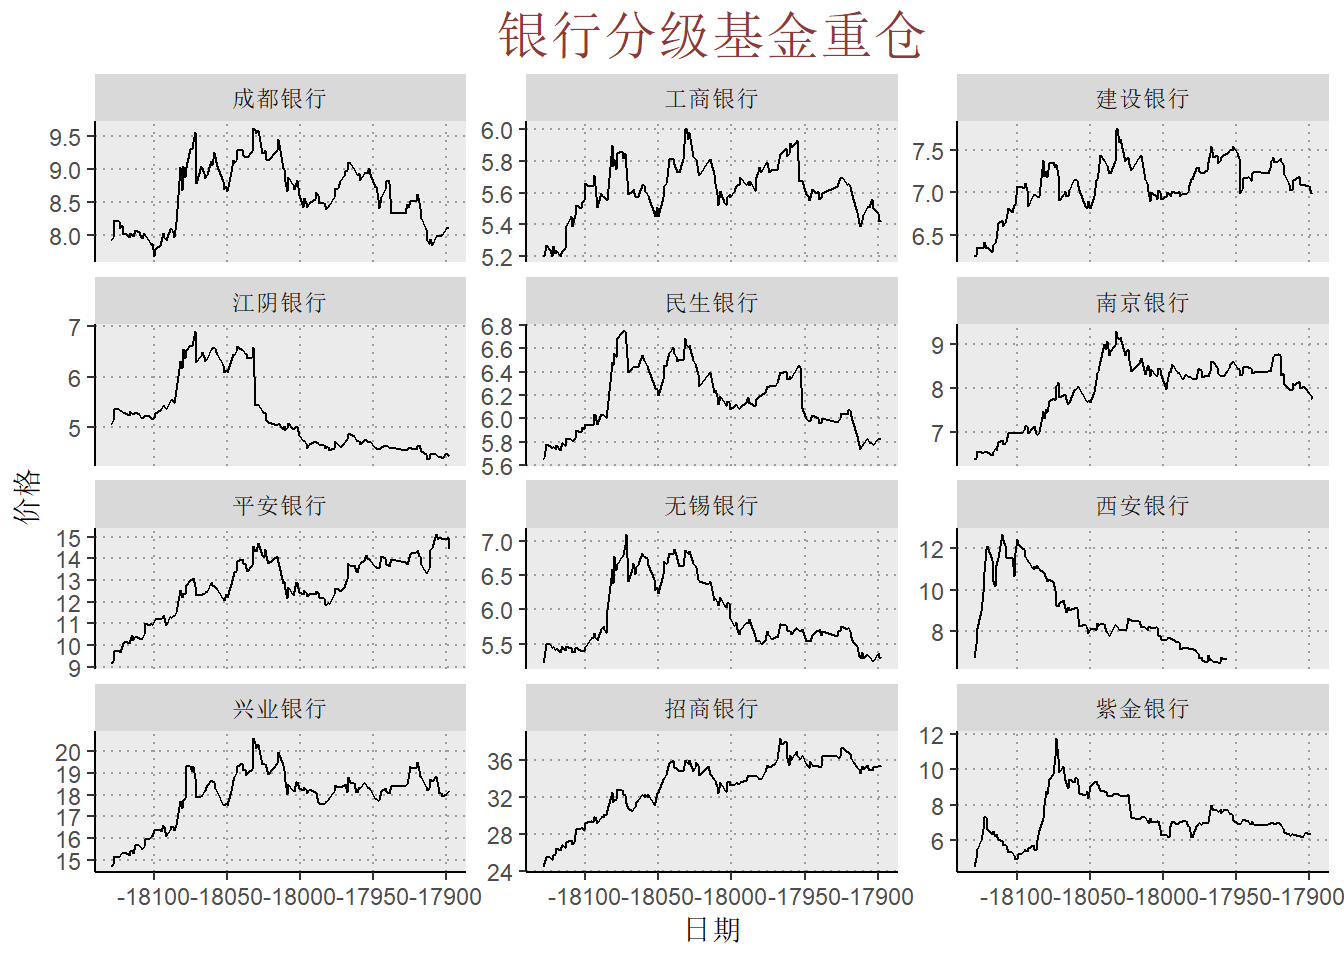 银行分级基金重仓
成都银行 工商银行 建设银行
9.5 9.0 8.5 8.0
6.0 5.8 5.6 5.4 5.2
7.5 7.0 6.5
江阴银行 民生银行 南京银行
7 6 5
6.8 6.6 6.4 6.2 6.0 5.8 5.6
9 8 7
价格
平安银行 无锡银行 西安银行
15 14 13 12 11 10 9
7.0 6.5 6.0 5.5
12 10 8
兴业银行 招商银行 紫金银行
20 19 18 17 16 15
36 32 28 24
12 10 8 6
-18100-18050-18000-17950-17900 -18100-18050-18000-17950-17900 -18100-18050-18000-17950-17900
日期